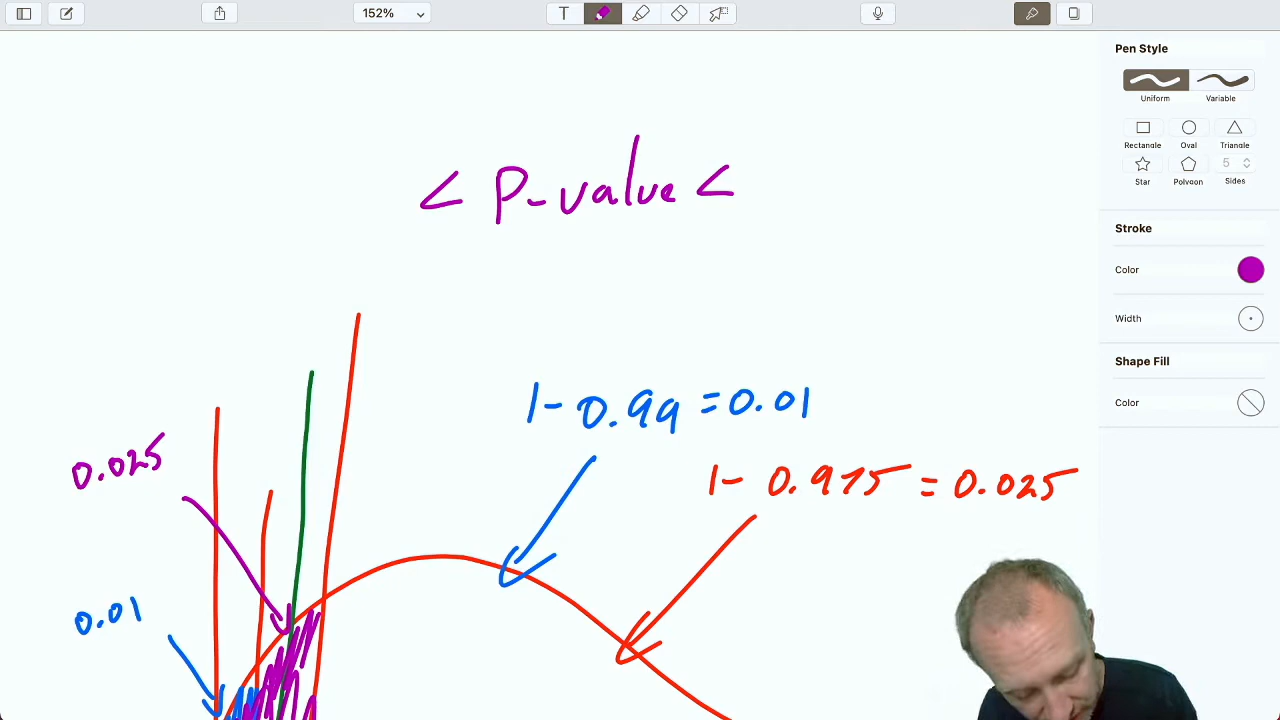 152%
T
Pen Style
Uniform
Variable
Rectangle
Oval
Triangle
5
Star
Polygon
Sides
Stroke
Color
Width
Shape Fill
Color
< P-value <
1-0.99=0.01
0.025
1-0.975=0.025
0.01